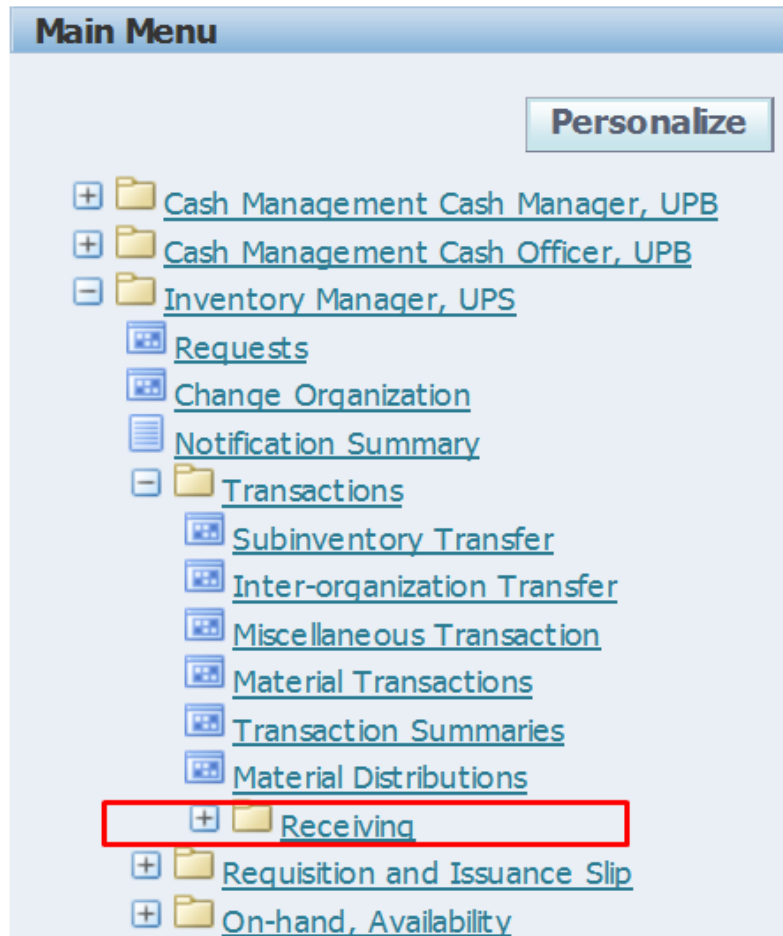 Main Menu
Personalize
Cash Management Cash Manager, UPB
Cash Management Cash Officer, UPB
Inventory Manager, UPS
Requests
Change Organization
Notification Summary
Transactions
Subinventory Transfer
Inter-organization Transfer
Miscellaneous Transaction
Material Transactions
Transaction Summaries
Material Distributions
Receiving
Requisition and Issuance Slip
On-hand, Availability